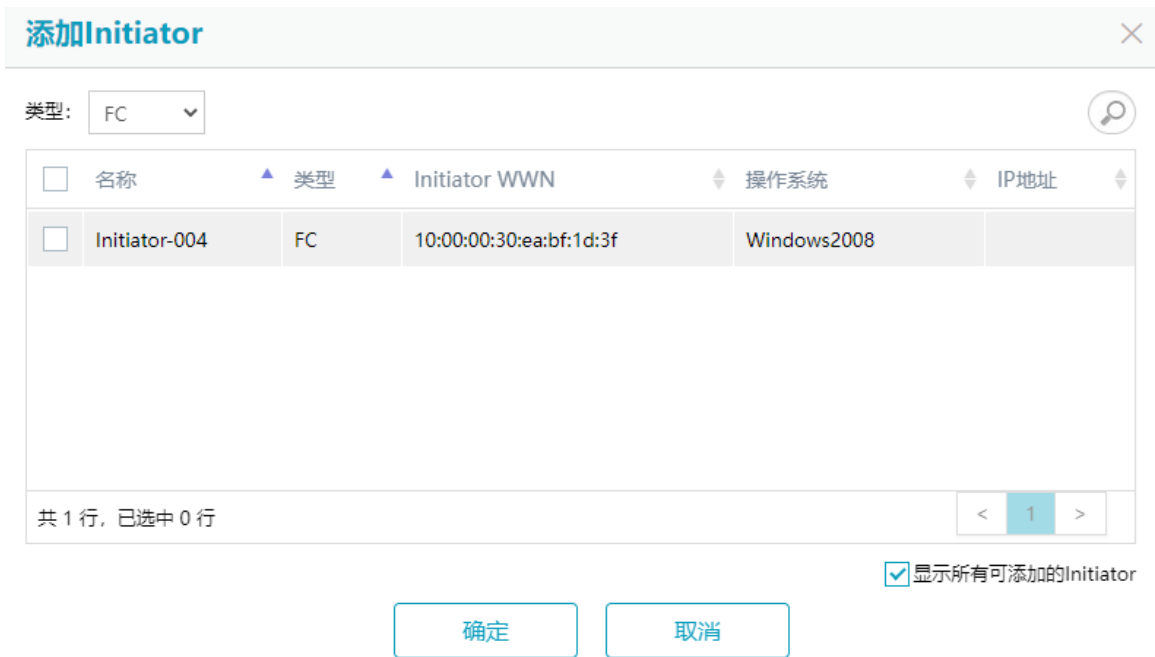 添加Initiator
类型: FC
名称 类型 Initiator WWN 操作系统 IP地址
Initiator-004 FC 10:00:00:30:ea:bf:1d:3f Windows2008
共 1 行, 已选中 0 行 < 1 >
显示所有可添加的Initiator
确定 取消